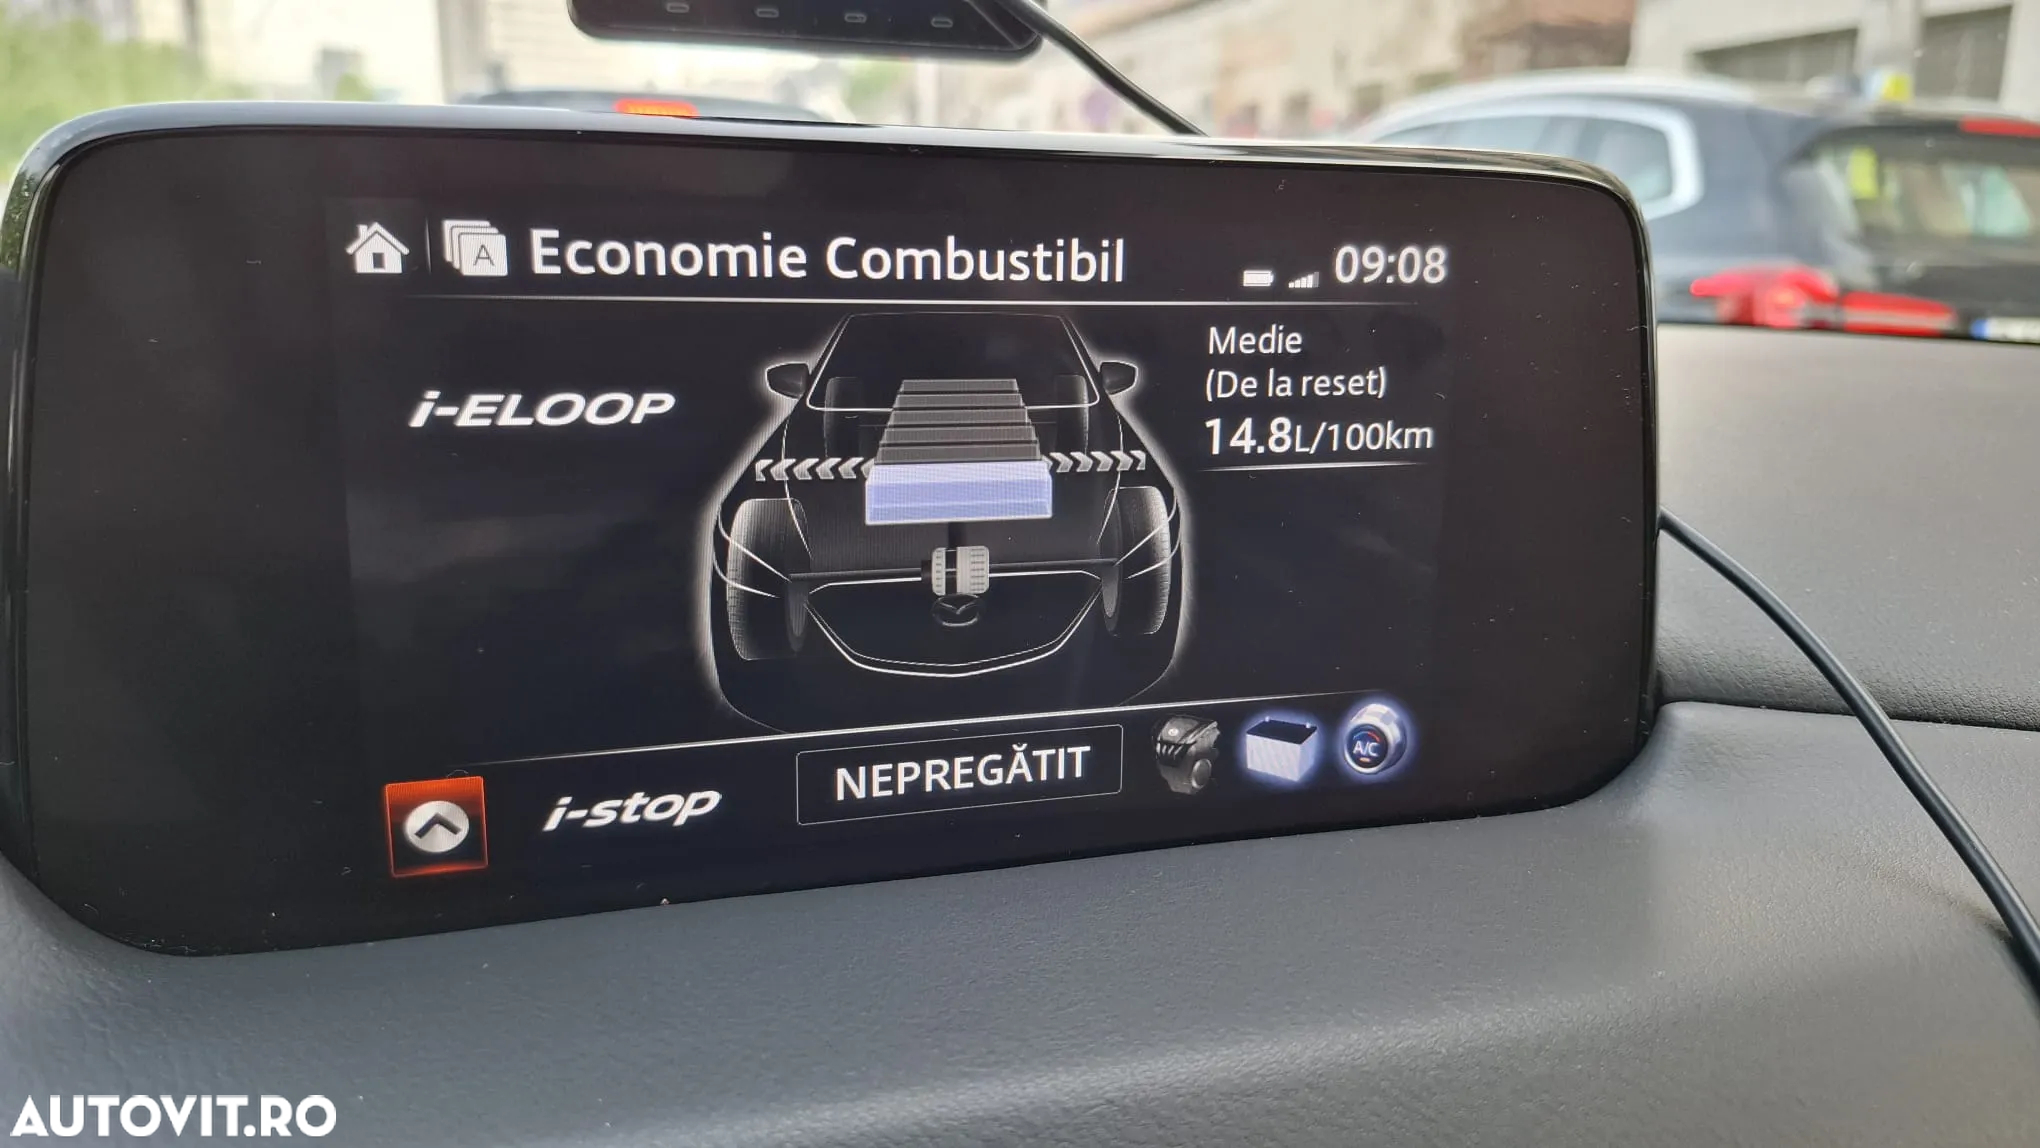 A
Economie Combustibil
09:08
i-ELOOP
Medie
(De la reset)
14.8L/100km
i-stop
NEPREGĂTIT
A/C
AUTOVIT.RO